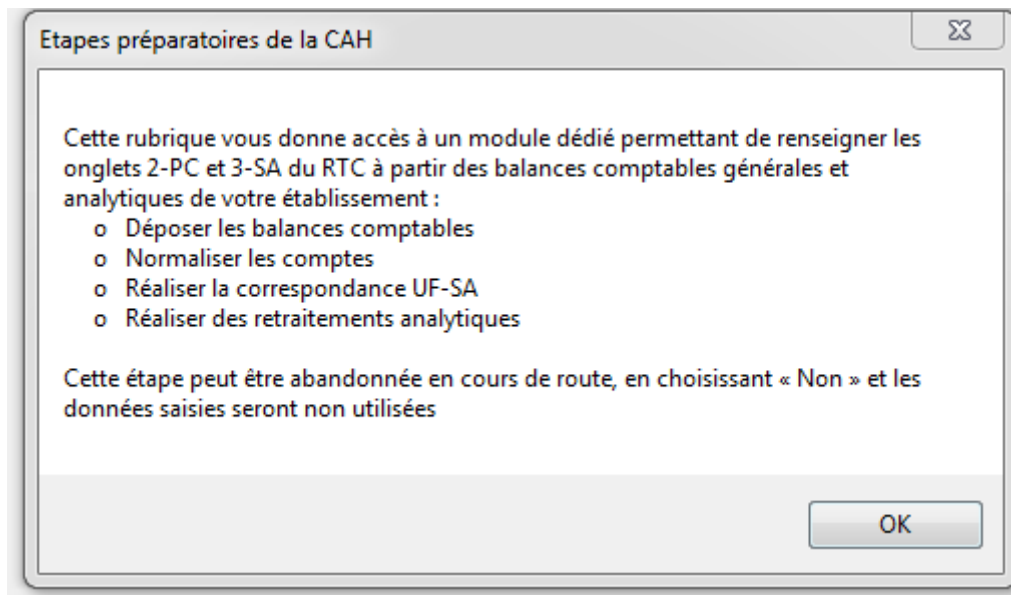 Etapes préparatoires de la CAH
Cette rubrique vous donne accès à un module dédié permettant de renseigner les
onglets 2-PC et 3-SA du RTC à partir des balances comptables générales et
analytiques de votre établissement :
o Déposer les balances comptables
o Normaliser les comptes
o Réaliser la correspondance UF-SA
o Réaliser des retraitements analytiques
Cette étape peut être abandonnée en cours de route, en choisissant « Non » et les
données saisies seront non utilisées
OK